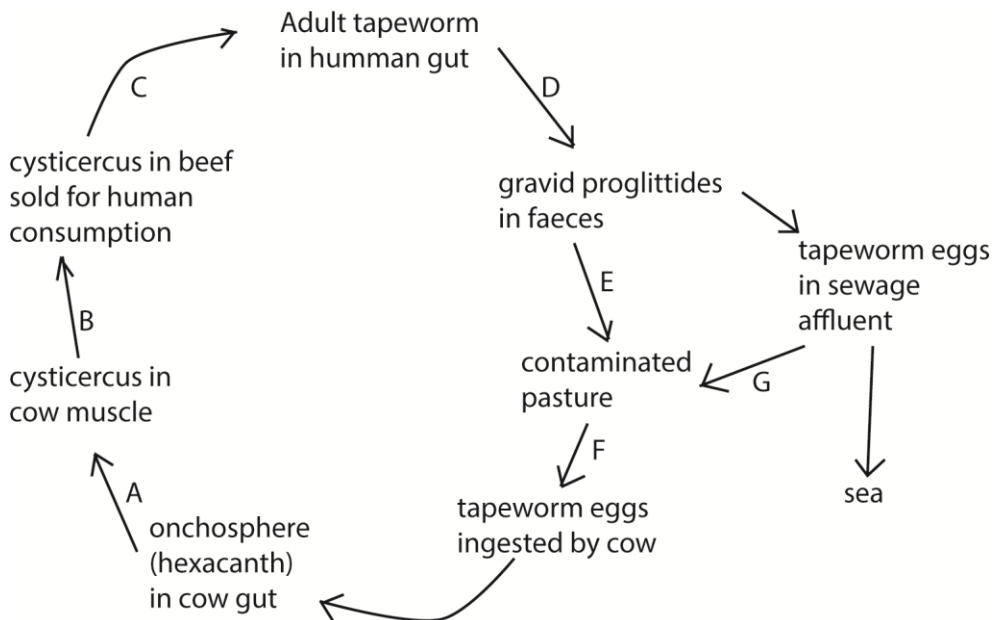 Adult tapeworm
in humman gut
C
D
cysticercus in beef
sold for human
consumption
gravid proglittides
in faeces
tapeworm eggs
in sewage
affluent
E
B
contaminated
pasture
G
cysticercus in
cow muscle
F
A
sea
tapeworm eggs
ingested by cow
onchosphere
(hexacanth)
in cow gut